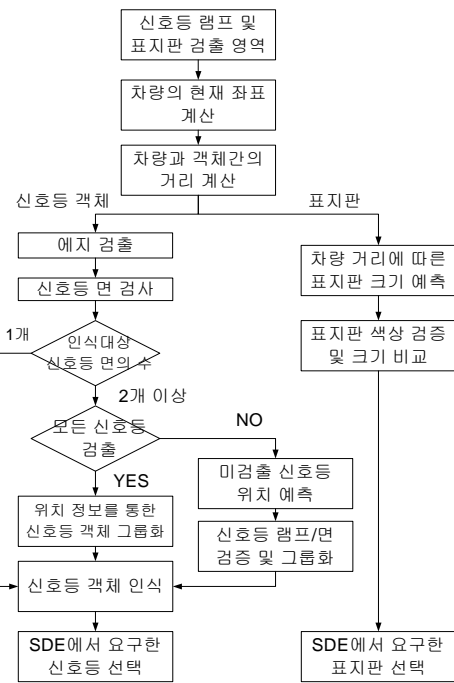 신호등 램프 및
표지판 검출 영역
차량의 현재 좌표
계산
차량과 객체간의
거리 계산
신호등 객체
표지판
에지 검출
신호등 면 검사
차량 거리에 따른
표지판 크기 예측
1개
인식대상
신호등 면의 수
표지판 색상 검증
및 크기 비교
2개 이상
모든 신호등
검출
NO
YES
미검출 신호등
위치 예측
위치 정보를 통한
신호등 객체 그룹화
신호등 램프/면
검증 및 그룹화
신호등 객체 인식
SDE에서 요구한
신호등 선택
SDE에서 요구한
표지판 선택